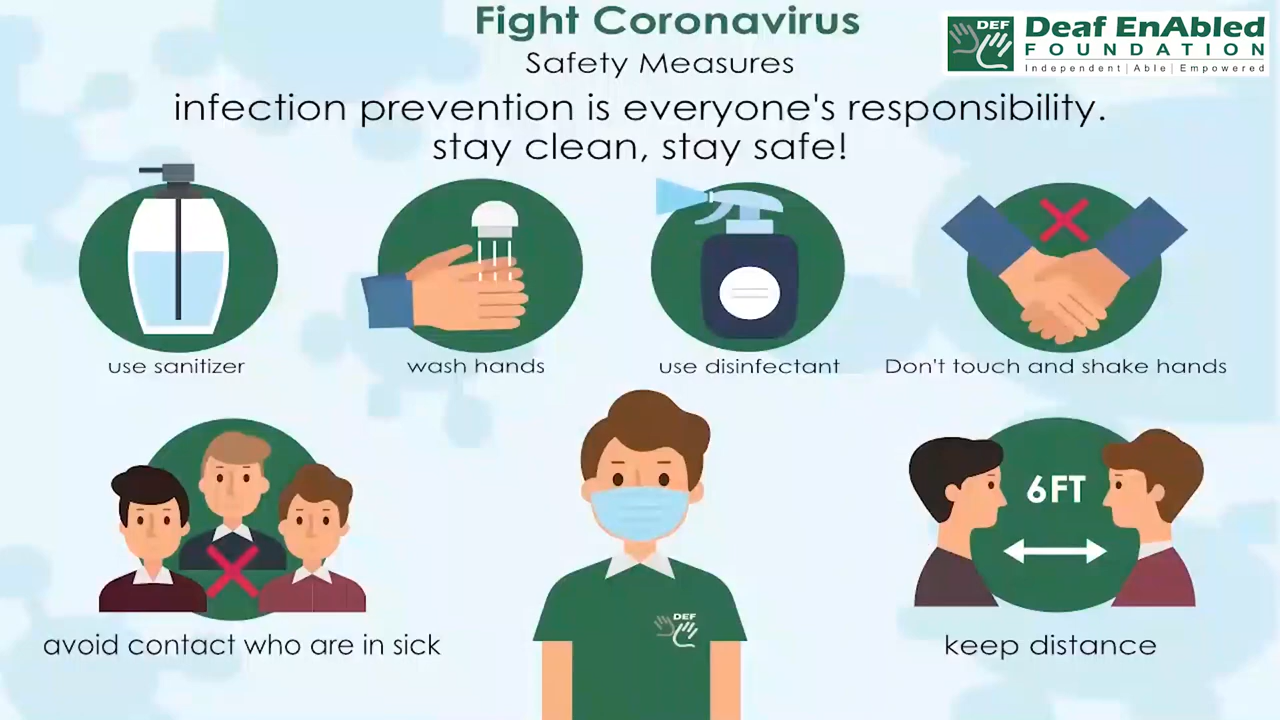 Fight Coronavirus
Safety Measures
DEF
Deaf EnAbled
FOUNDATION
Independent | Able | Empowered
infection prevention is everyone's responsibility.
stay clean, stay safe!
use sanitizer
wash hands
use disinfectant
Don't touch and shake hands
6FT
DEF
avoid contact who are in sick
keep distance